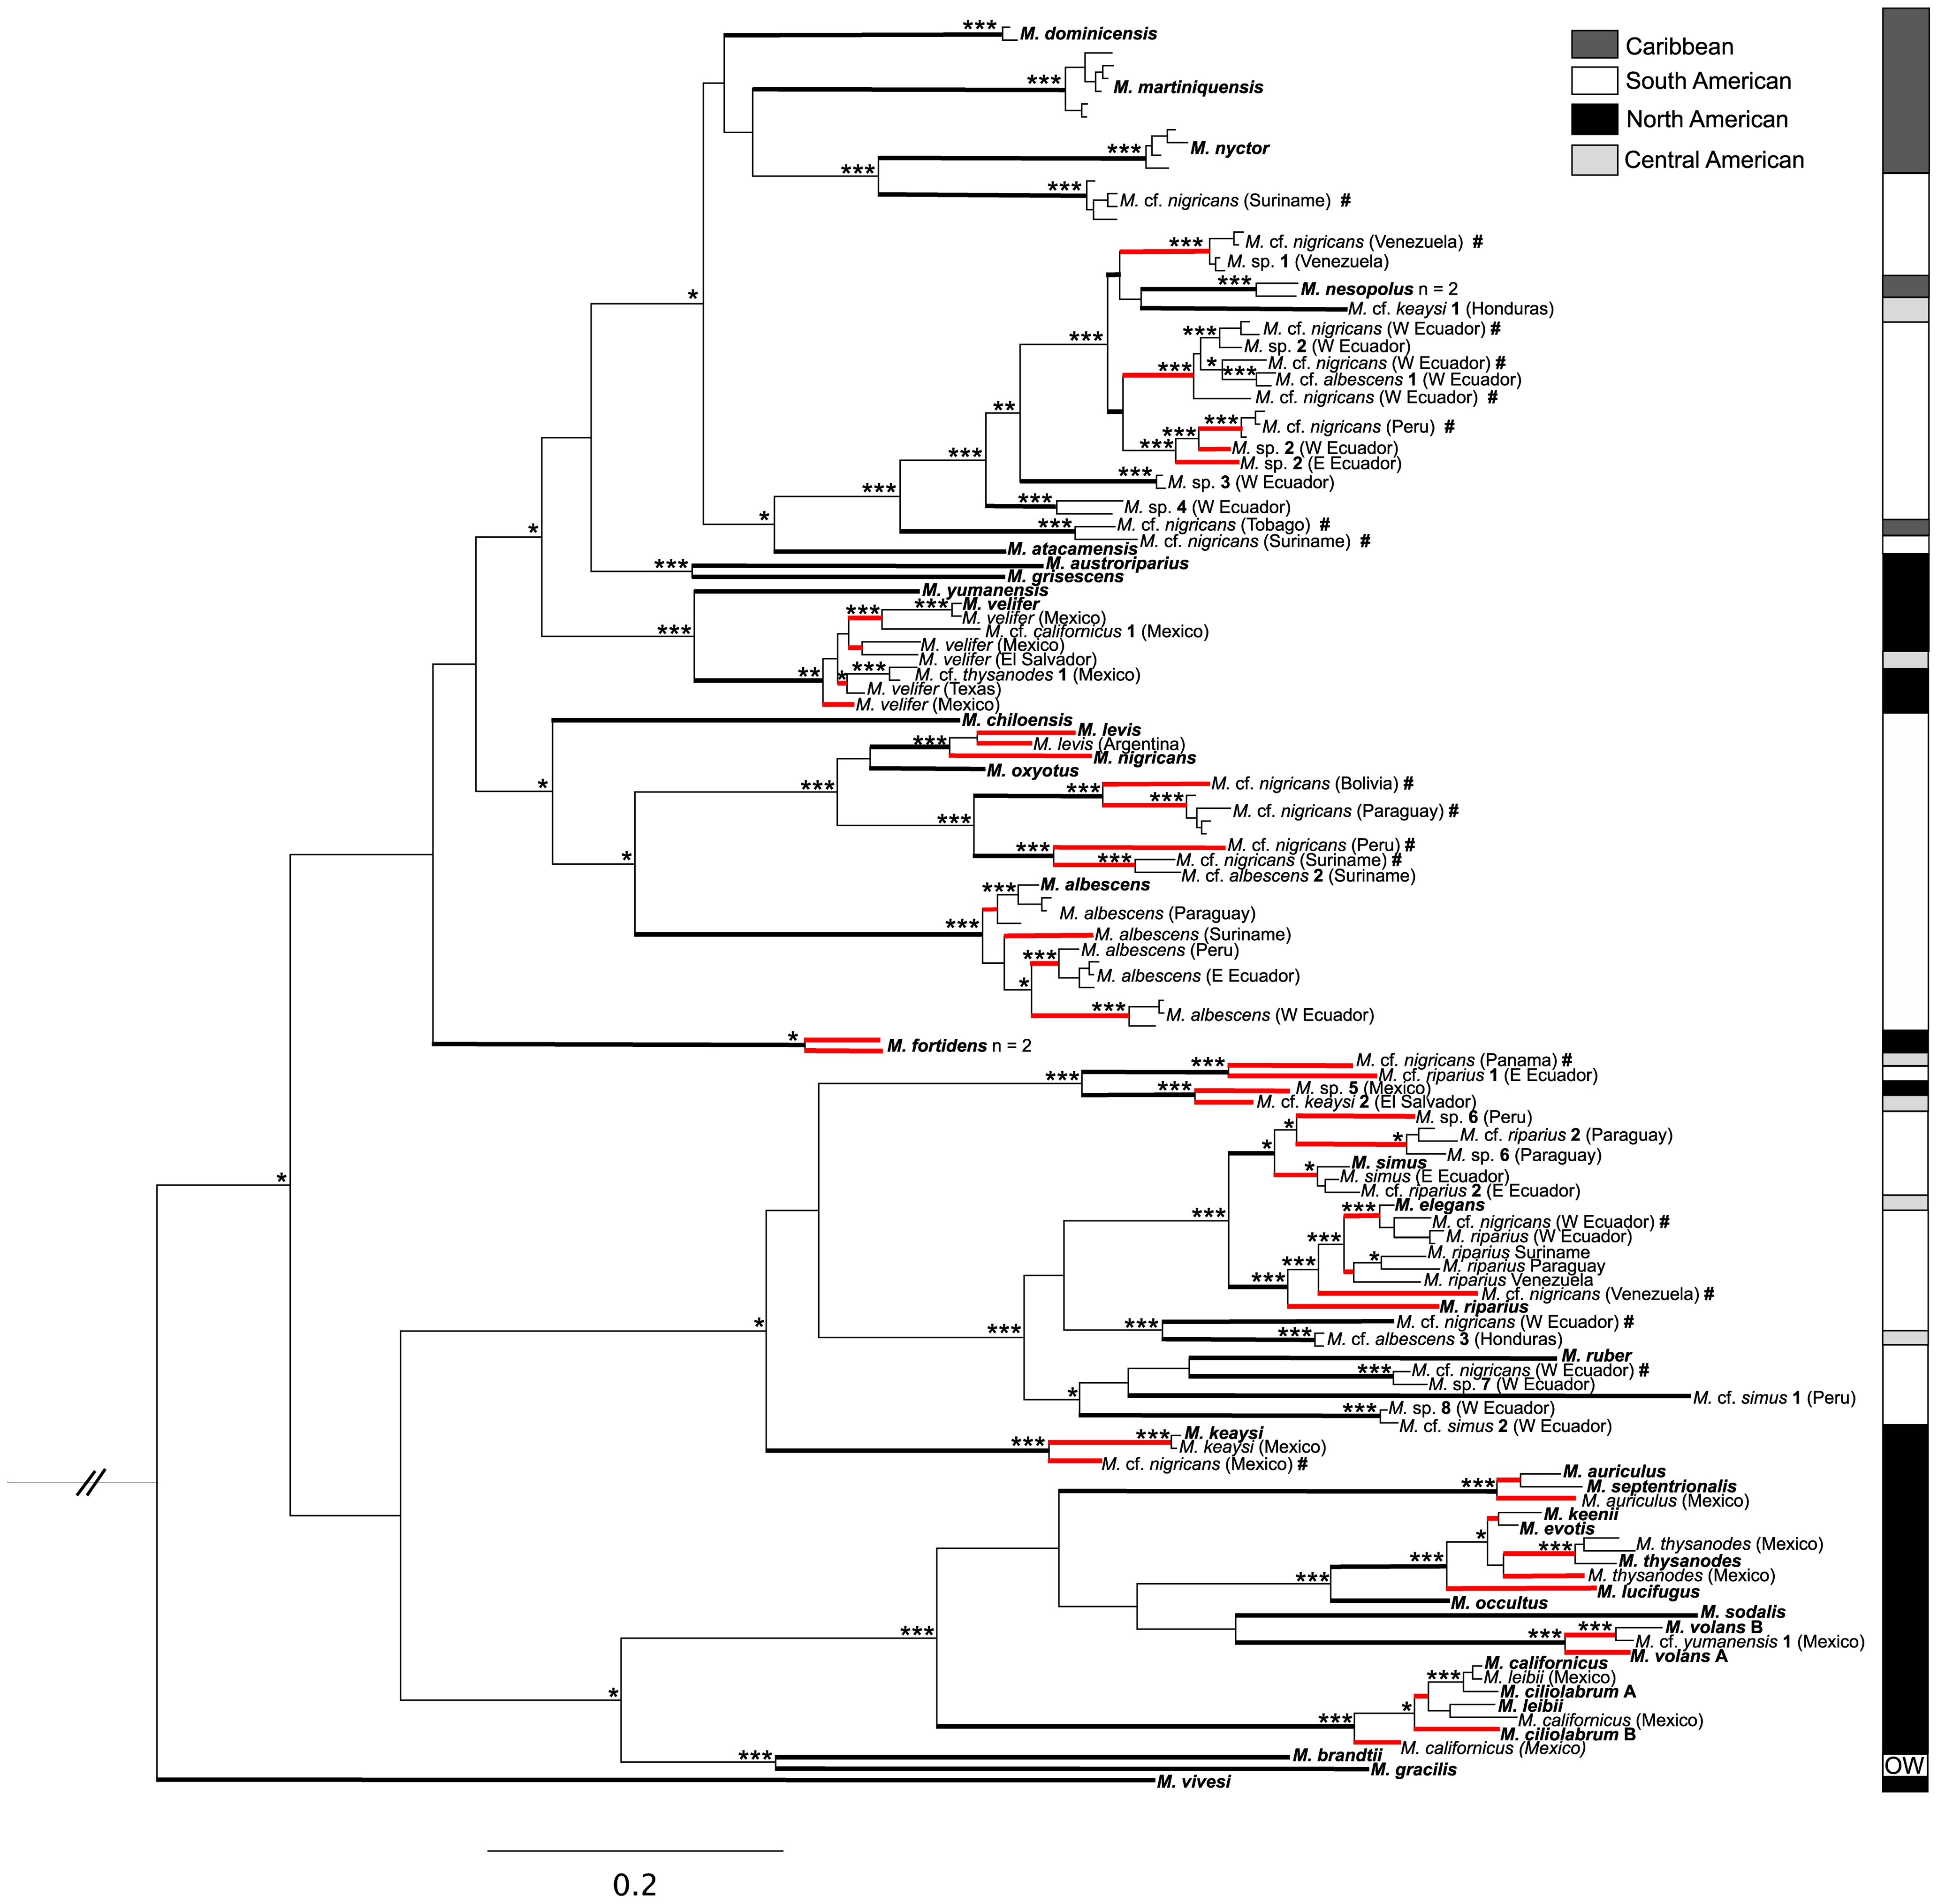 *** M. dominicensis
Caribbean
South American
North American
Central American
*** M. martiniquensis
*** M. nyctor
***
*** M. cf. nigricans (Suriname) #
*** M. cf. nigricans (Venezuela) #
M. sp. 1 (Venezuela)
*** M. nesopolus n = 2
*
M. cf. keaysi 1 (Honduras)
*** M. cf. nigricans (W Ecuador) #
***
M. sp. 2 (W Ecuador)
* M. cf. nigricans (W Ecuador) #
*** *** M. cf. albescens 1 (W Ecuador)
M. cf. nigricans (W Ecuador) #
**
*** M. cf. nigricans (Peru) #
***
*** M. sp. 2 (W Ecuador)
*** M. sp. 2 (E Ecuador)
*** M. sp. 3 (W Ecuador)
***
*** M. sp. 4 (W Ecuador)
* *** M. cf. nigricans (Tobago) #
* M. cf. nigricans (Suriname) #
M. atacamensis
*** M. austroriparius
M. grisescens
M. yumanensis
*** *** M. velifer
M. velifer (Mexico)
*** M. cf. californicus 1 (Mexico)
M. velifer (Mexico)
M. velifer (El Salvador)
** * *** M. cf. thysanodes 1 (Mexico)
M. velifer (Texas)
M. velifer (Mexico)
M. chiloensis
M. levis
*** M. levis (Argentina)
M. nigricans
M. oxyotus
* *** *** M. cf. nigricans (Bolivia) #
*** M. cf. nigricans (Paraguay) #
***
*** M. cf. nigricans (Peru) #
* *** M. cf. nigricans (Suriname) #
M. cf. albescens 2 (Suriname)
*** M. albescens
M. albescens (Paraguay)
***
M. albescens (Suriname)
*** M. albescens (Peru)
* M. albescens (E Ecuador)
*** M. albescens (W Ecuador)
* M. fortidens n = 2
*** M. cf. nigricans (Panama) #
*** M. cf. riparius 1 (E Ecuador)
*** M. sp. 5 (Mexico)
M. cf. keaysi 2 (El Salvador)
* M. sp. 6 (Peru)
* * M. cf. riparius 2 (Paraguay)
M. sp. 6 (Paraguay)
* M. simus
* M. simus (E Ecuador)
M. cf. riparius 2 (E Ecuador)
*** *** M. elegans
M. cf. nigricans (W Ecuador) #
*** M. riparius (W Ecuador)
* M. riparius Suriname
*** M. riparius Paraguay
*** M. riparius Venezuela
M. cf. nigricans (Venezuela) #
M. riparius
* *** *** M. cf. nigricans (W Ecuador) #
*** M. cf. albescens 3 (Honduras)
M. ruber
*** M. cf. nigricans (W Ecuador) #
M. sp. 7 (W Ecuador)
* M. cf. simus 1 (Peru)
*** M. sp. 8 (W Ecuador)
M. cf. simus 2 (W Ecuador)
*** *** M. keaysi
M. keaysi (Mexico)
M. cf. nigricans (Mexico) #
M. auriculus
*** M. septentrionalis
M. auriculus (Mexico)
M. keenii
M. evotis
* *** M. thysanodes (Mexico)
*** M. thysanodes
*** M. thysanodes (Mexico)
M. lucifugus
M. occultus
M. sodalis
*** *** *** M. volans B
M. cf. yumanensis 1 (Mexico)
M. volans A
M. californicus
*** M. leibii (Mexico)
* M. ciliolabrum A
* M. leibii
*** M. californicus (Mexico)
M. ciliolabrum B
M. californicus (Mexico)
*** M. brandtii
M. gracilis
OW
M. vivesi
0.2